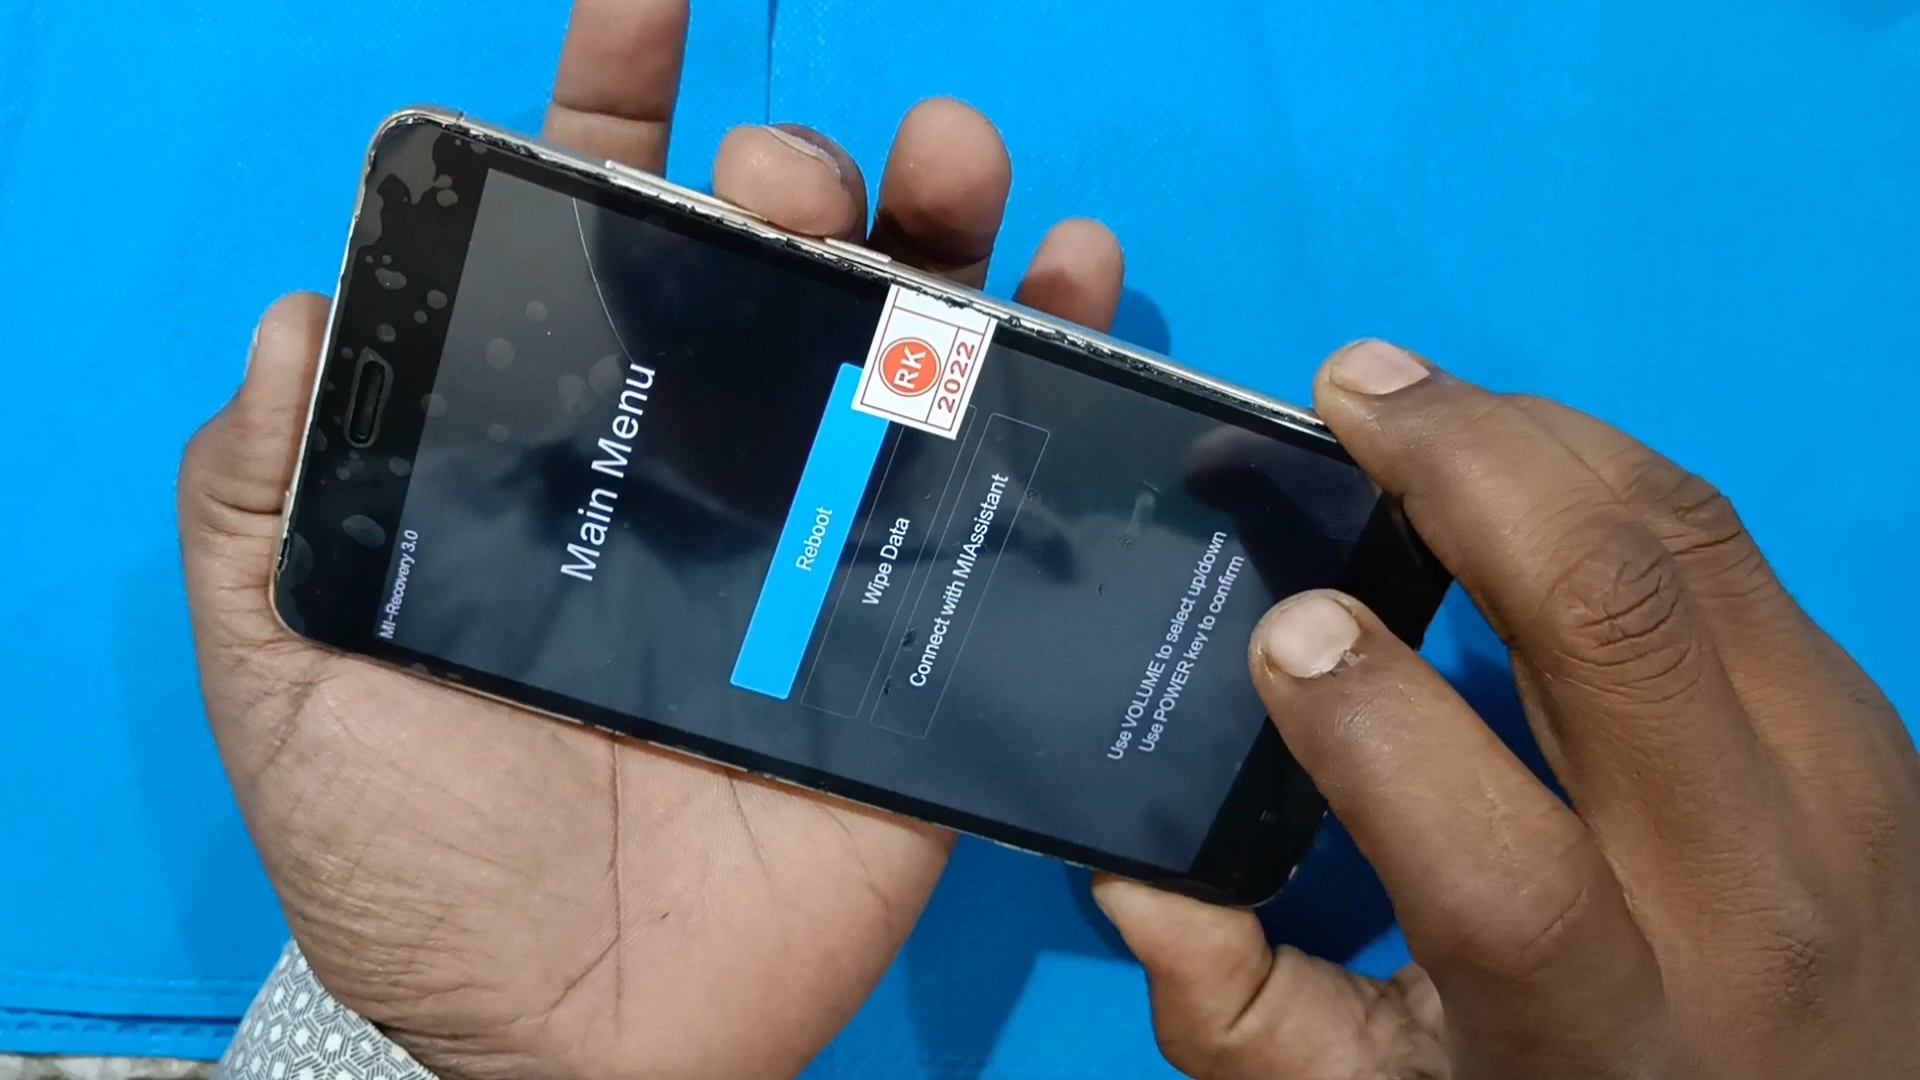 MI-Recovery 3.0
Main Menu
Reboot
Wipe Data
Connect with MIAssistant
Use VOLUME to select up/down
Use POWER key to confirm
RK
2022